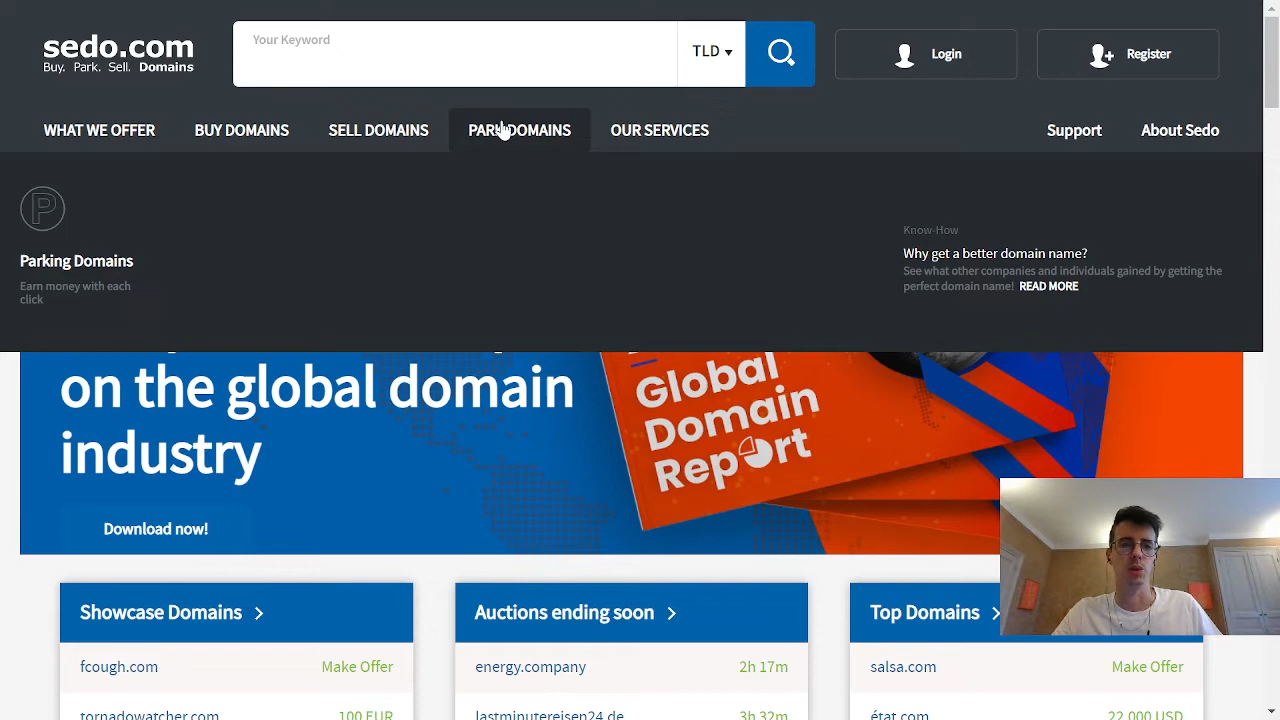 sedo.com
Buy. Park. Sell. Domains
Your Keyword
TLD
Login
Register
WHAT WE OFFER
BUY DOMAINS
SELL DOMAINS
PARK DOMAINS
OUR SERVICES
Support
About Sedo
P
Parking Domains
Earn money with each
click
Know-How
Why get a better domain name?
See what other companies and individuals gained by getting the
perfect domain name! READ MORE
on the global domain
industry
Download now!
Global
Domain
Report
Showcase Domains
fcough.com Make Offer
tornadowatcher.com 100 EUR
Auctions ending soon
energy.company 2h 17m
lastminutereisen24.de 3h 32m
Top Domains
salsa.com Make Offer
état.com 22,000 USD